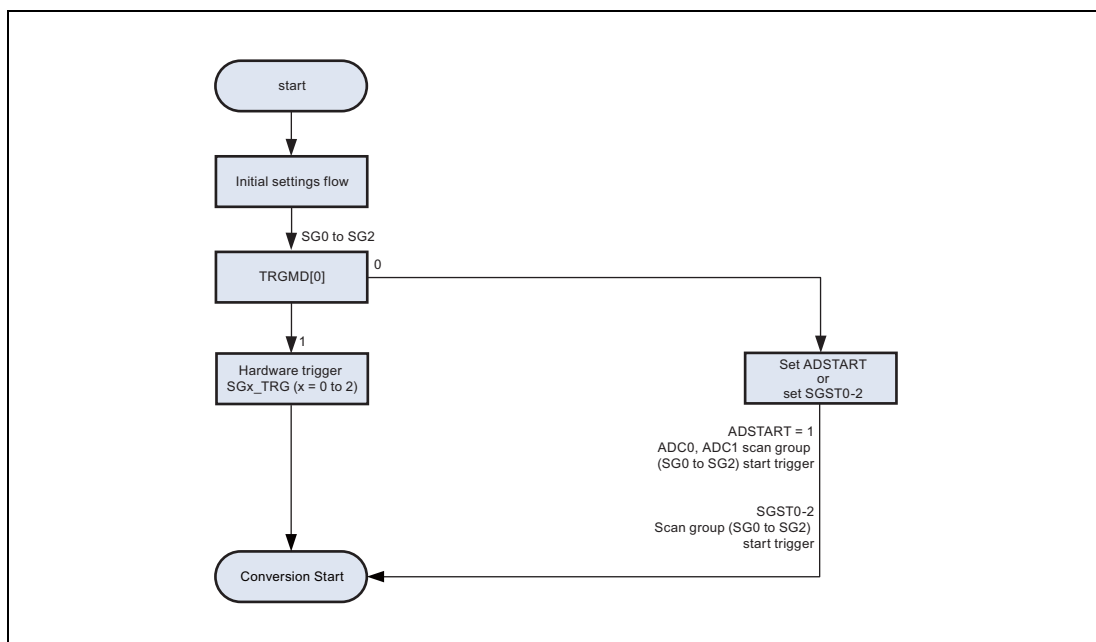 start
Initial settings flow
SG0 to SG2
TRGMD[0]
0
1
Hardware trigger
SGx_TRG (x = 0 to 2)
Set ADSTART
or
set SGST0-2
ADSTART = 1
ADC0, ADC1 scan group
(SG0 to SG2) start trigger
SGST0-2
Scan group (SG0 to SG2)
start trigger
Conversion Start